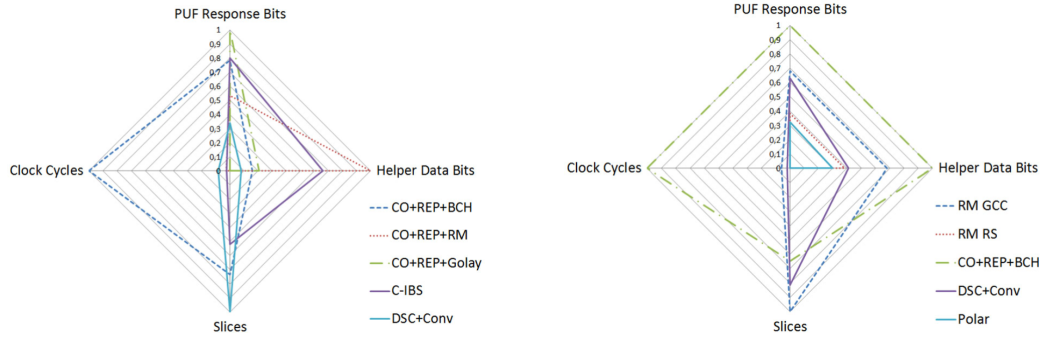 PUF Response Bits
1
0,9
0,8
0,7
0,6
0,5
0,4
0,3
0,2
0,1
0
Clock Cycles
Helper Data Bits
Slices
CO+REP+BCH
CO+REP+RM
CO+REP+Golay
C-IBS
DSC+Conv
PUF Response Bits
1
0,9
0,8
0,7
0,6
0,5
0,4
0,3
0,2
0,1
0
Clock Cycles
Helper Data Bits
Slices
RM GCC
RM RS
CO+REP+BCH
DSC+Conv
Polar